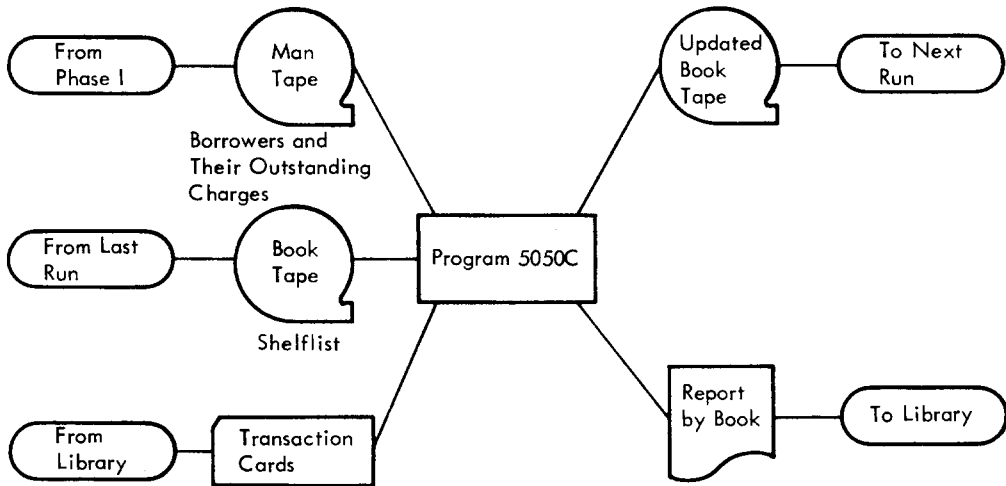 From
Phase I
Man
Tape
Borrowers and
Their Outstanding
Charges
Updated
Book
Tape
To Next
Run
From Last
Run
Book
Tape
Shelflist
Program 5050C
From
Library
Transaction
Cards
Report
by Book
To Library